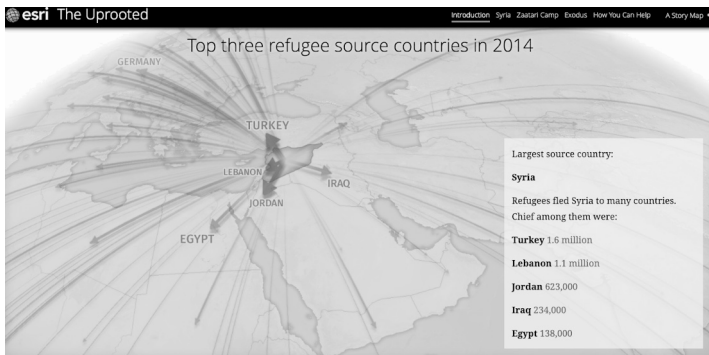 esri The Uprooted
Introduction Syria Zaatari Camp Exodus How You Can Help A Story Map
Top three refugee source countries in 2014
GERMANY
TURKEY
LEBANON
IRAQ
JORDAN
EGYPT
Largest source country:
Syria
Refugees fled Syria to many countries.
Chief among them were:
Turkey 1.6 million
Lebanon 1.1 million
Jordan 623,000
Iraq 234,000
Egypt 138,000